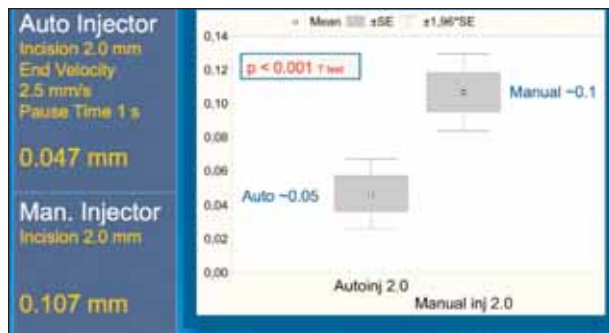 Auto Injector
Incision 2.0 mm
End Velocity
2.5 mm/s
Pause Time 1 s
0.047 mm
Man. Injector
Incision 2.0 mm
0.107 mm
Mean ±SE ±1,96*SE
0,14
0,12
0,10
0,08
0,06
0,04
0,02
0,00
p < 0.001 T test
Manual ~0.1
Auto ~0.05
Autoinj 2.0
Manual inj 2.0